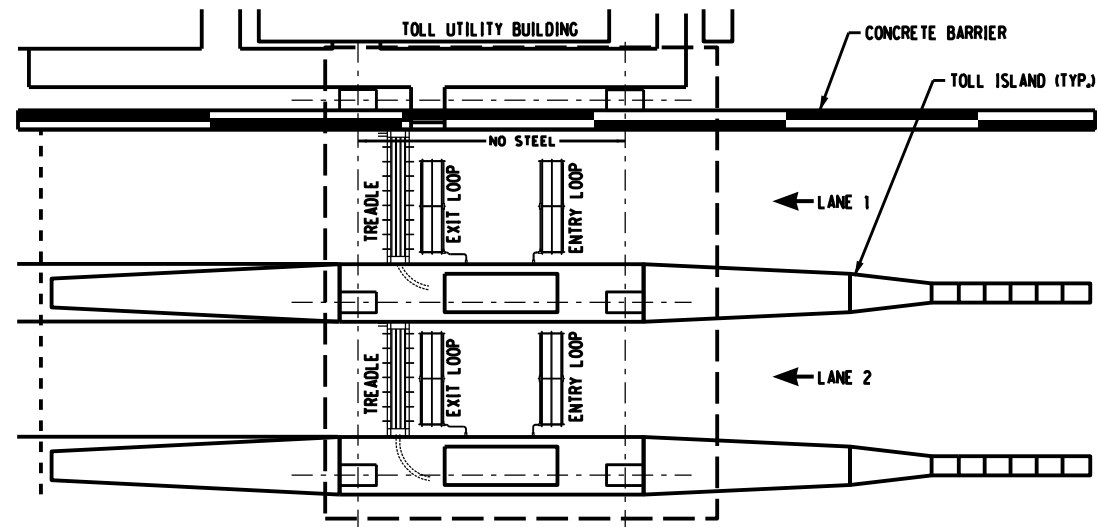 TOLL UTILITY BUILDING
CONCRETE BARRIER
TOLL ISLAND (TYP.)
NO STEEL
TREADLE
EXIT LOOP
ENTRY LOOP
LANE 1
TREADLE
EXIT LOOP
ENTRY LOOP
LANE 2